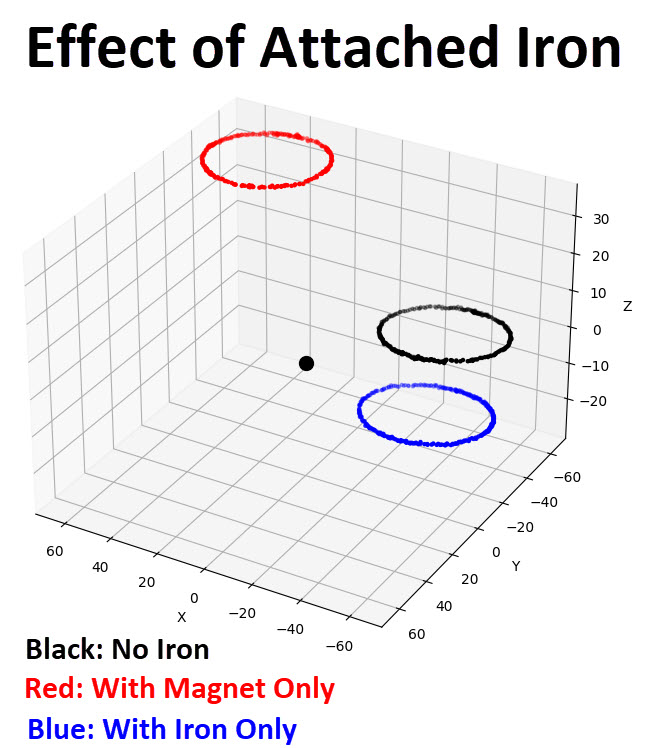 Effect of Attached Iron
30
20
10
0
−10
−20
Z
−60
−40
−20
0
20
40
60
Y
60
40
20
0
−20
−40
−60
X
Black: No Iron
Red: With Magnet Only
Blue: With Iron Only